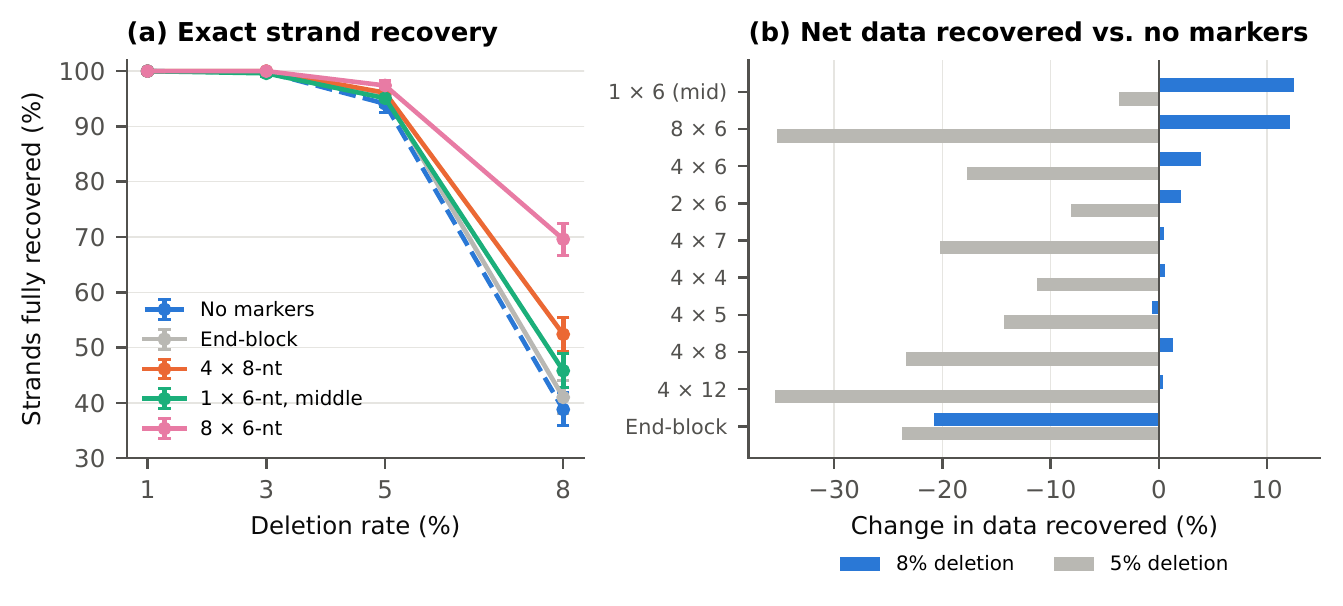 (a) Exact strand recovery
Strands fully recovered (%)
100
90
80
70
60
50
40
30
No markers
End-block
4 × 8-nt
1 × 6-nt, middle
8 × 6-nt
1
3
5
8
Deletion rate (%)
(b) Net data recovered vs. no markers
1 × 6 (mid)
8 × 6
4 × 6
2 × 6
4 × 7
4 × 4
4 × 5
4 × 8
4 × 12
End-block
−30
−20
−10
0
10
Change in data recovered (%)
8% deletion
5% deletion